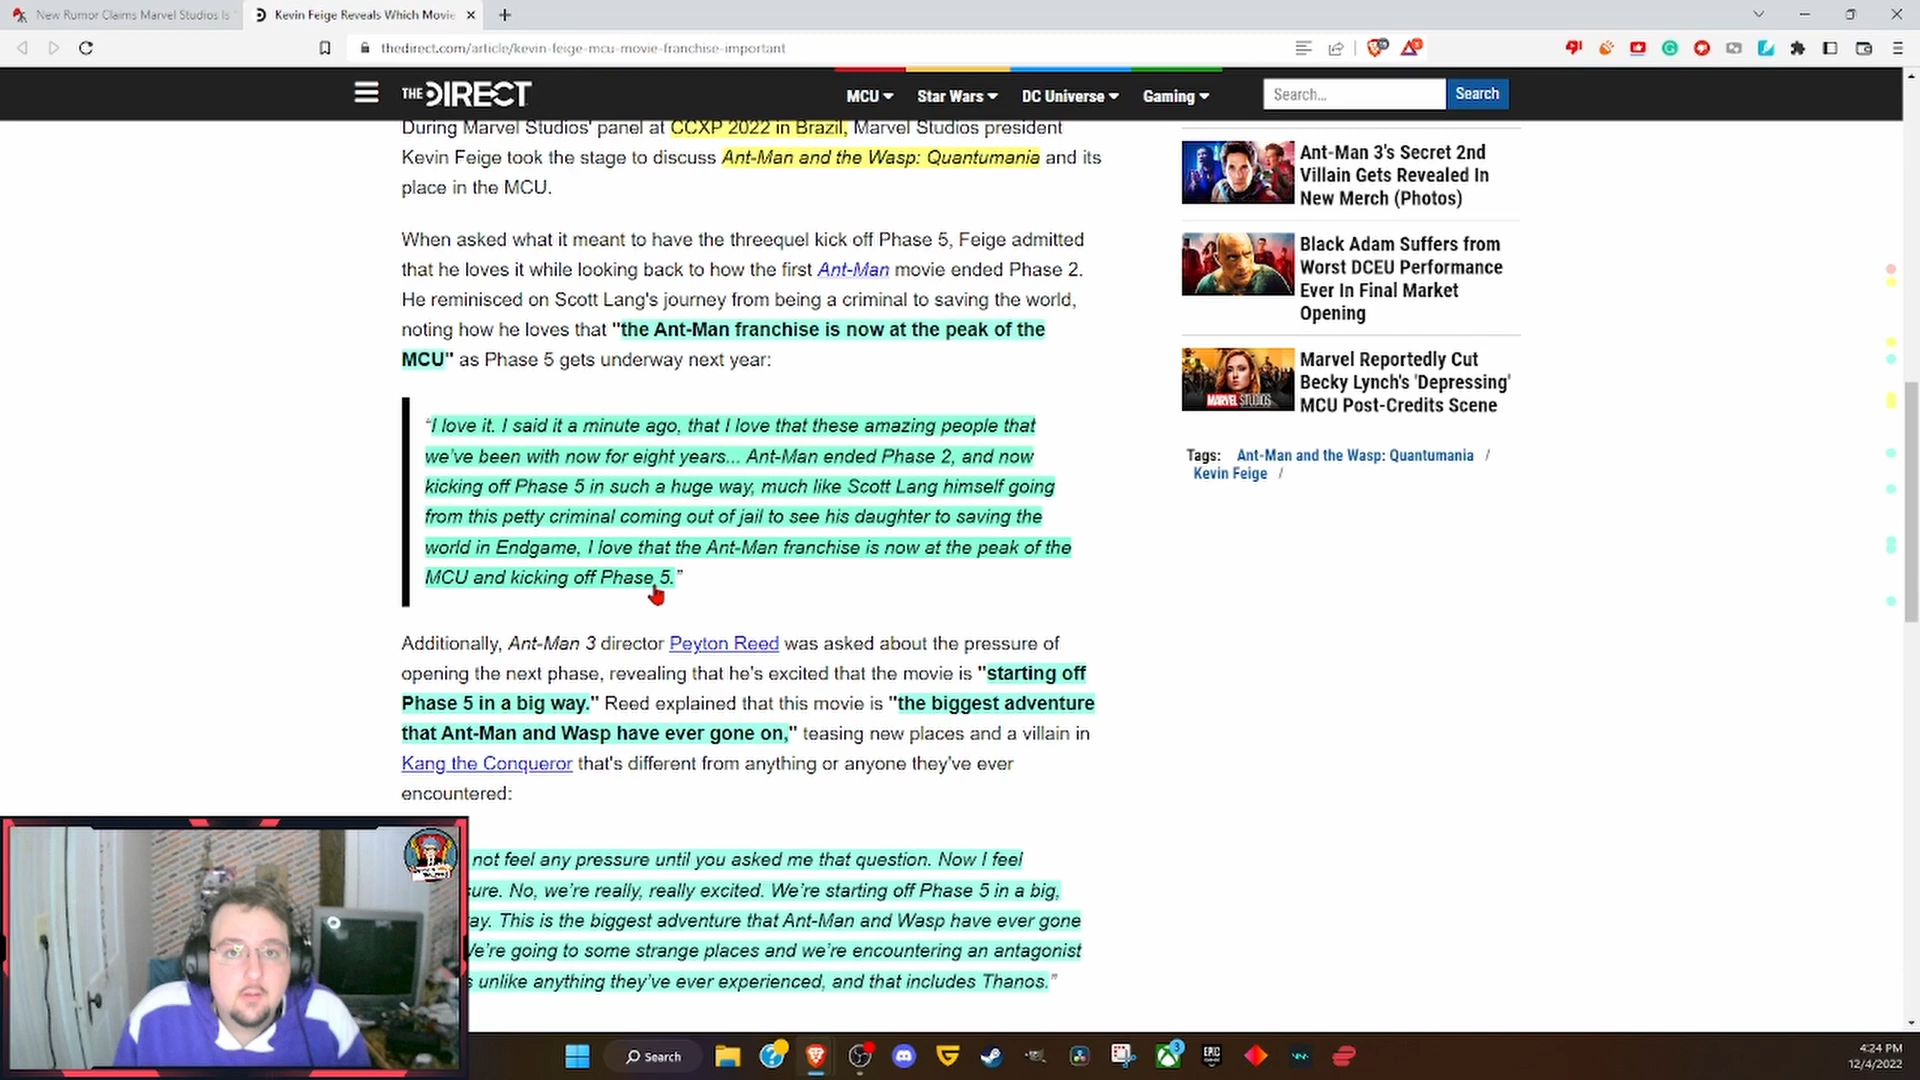 New Rumor Claims Marvel Studios Is
Kevin Feige Reveals Which Movie
thedirect.com/article/kevin-feige-mcu-movie-franchise-important
THE DIRECT
MCU
Star Wars
DC Universe
Gaming
Search...
Search
During Marvel Studios' panel at CCXP 2022 in Brazil, Marvel Studios president
Kevin Feige took the stage to discuss Ant-Man and the Wasp: Quantumania and its
place in the MCU.
When asked what it meant to have the threequel kick off Phase 5, Feige admitted
that he loves it while looking back to how the first Ant-Man movie ended Phase 2.
He reminisced on Scott Lang's journey from being a criminal to saving the world,
noting how he loves that "the Ant-Man franchise is now at the peak of the
MCU" as Phase 5 gets underway next year:
“I love it. I said it a minute ago, that I love that these amazing people that
we’ve been with now for eight years... Ant-Man ended Phase 2, and now
kicking off Phase 5 in such a huge way, much like Scott Lang himself going
from this petty criminal coming out of jail to see his daughter to saving the
world in Endgame, I love that the Ant-Man franchise is now at the peak of the
MCU and kicking off Phase 5.”
Additionally, Ant-Man 3 director Peyton Reed was asked about the pressure of
opening the next phase, revealing that he's excited that the movie is "starting off
Phase 5 in a big way." Reed explained that this movie is "the biggest adventure
that Ant-Man and Wasp have ever gone on," teasing new places and a villain in
Kang the Conqueror that's different from anything or anyone they've ever
encountered:
not feel any pressure until you asked me that question. Now I feel
sure. No, we’re really, really excited. We’re starting off Phase 5 in a big,
ay. This is the biggest adventure that Ant-Man and Wasp have ever gone
e’re going to some strange places and we’re encountering an antagonist
s unlike anything they’ve ever experienced, and that includes Thanos.”
Ant-Man 3's Secret 2nd
Villain Gets Revealed In
New Merch (Photos)
Black Adam Suffers from
Worst DCEU Performance
Ever In Final Market
Opening
MARVEL STUDIOS
Marvel Reportedly Cut
Becky Lynch's 'Depressing'
MCU Post-Credits Scene
Tags: Ant-Man and the Wasp: Quantumania /
Kevin Feige /
Search
3
EPIC
4:24 PM
12/4/2022